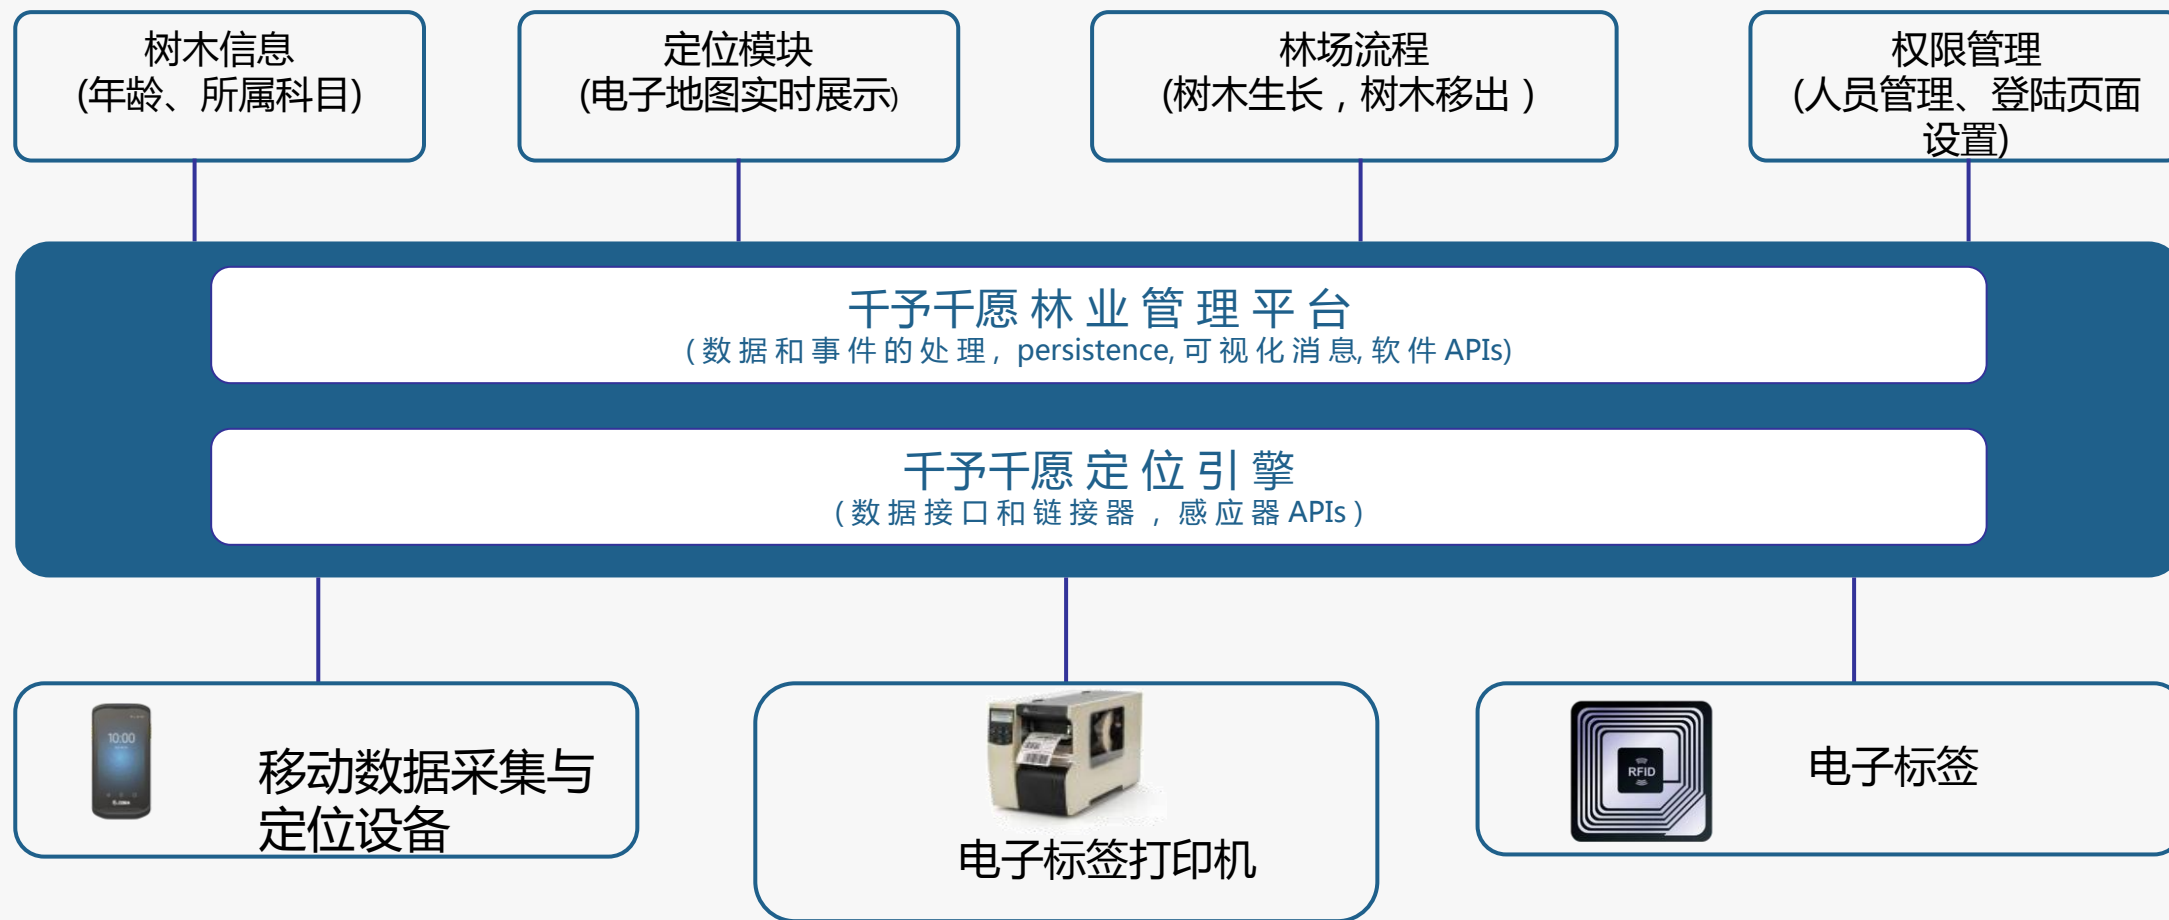 树木信息
(年龄、所属科目)
定位模块
(电子地图实时展示)
林场流程
(树木生长，树木移出）
权限管理
(人员管理、登陆页面
设置)
千予千愿 林 业 管 理 平 台
( 数 据 和 事 件 的 处 理 , persistence, 可 视 化 消 息, 软 件 APIs)
千予千愿 定 位 引 擎
( 数 据 接 口 和 链 接 器 ， 感 应 器 APIs )
10:00
移动数据采集与
定位设备
电子标签打印机
RFID
电子标签